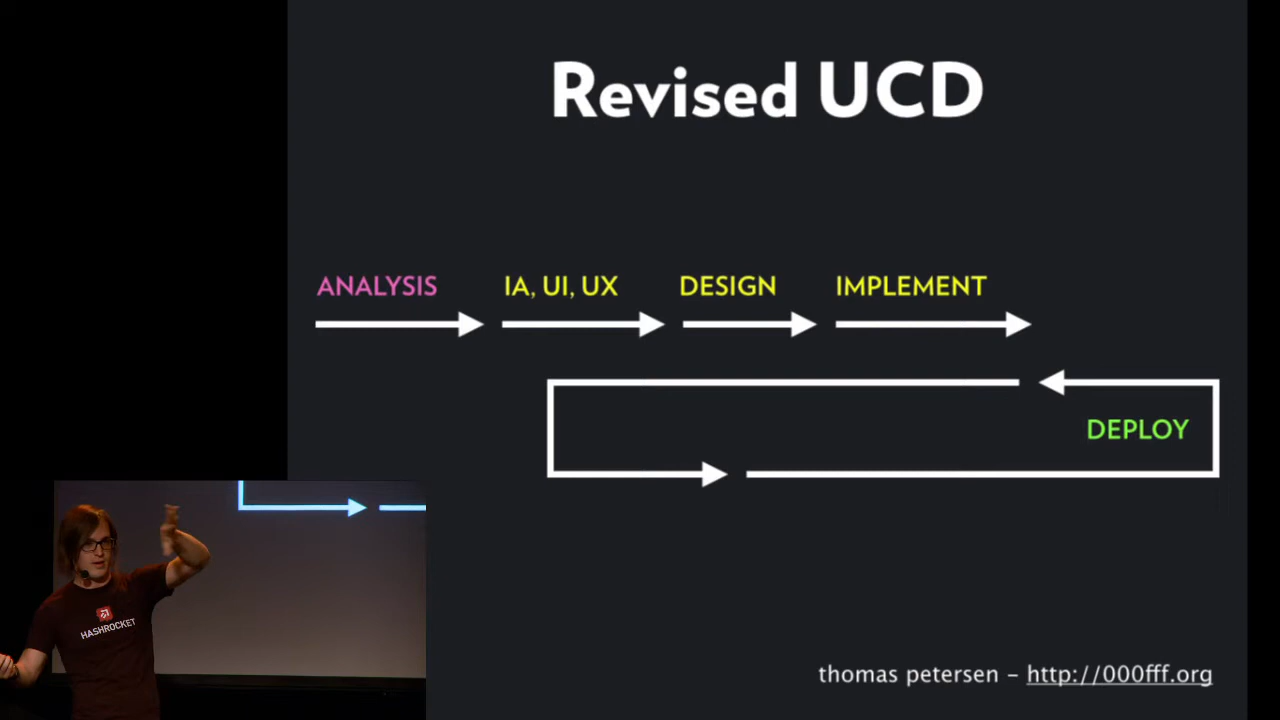 Revised UCD
ANALYSIS
IA, UI, UX
DESIGN
IMPLEMENT
DEPLOY
HASHROCKET
thomas petersen – http://000fff.org